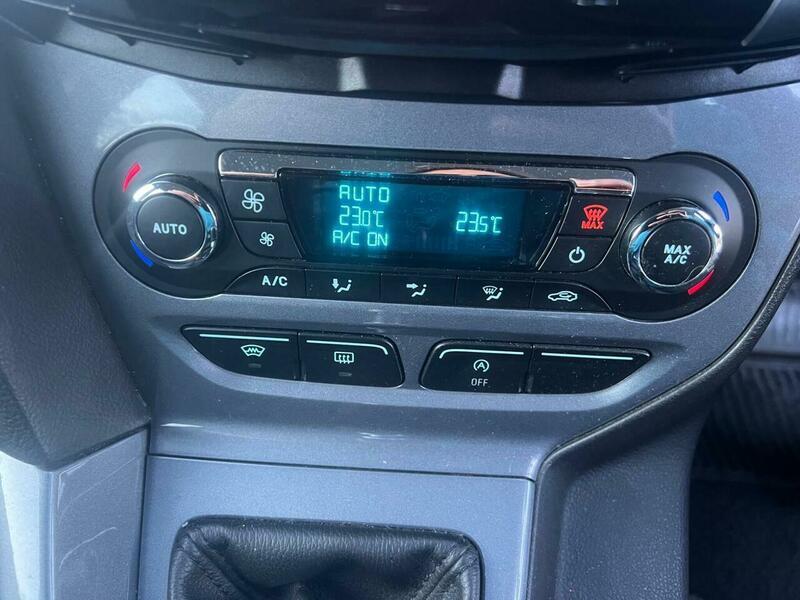 AUTO
23.0°C 23.5°C
A/C ON
MAX
AUTO
MAX
A/C
A/C
A
OFF